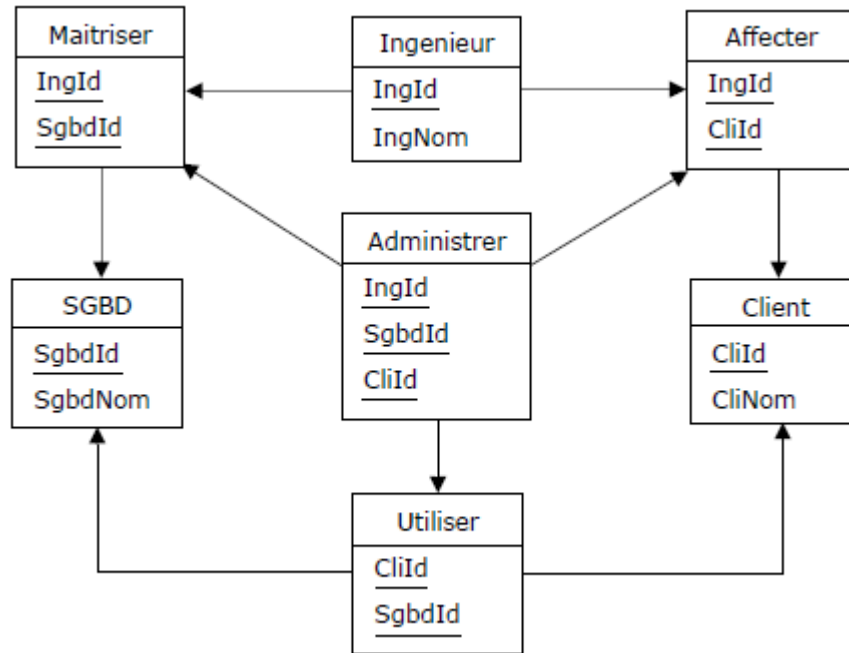 Maitriser
IngId
SgbdId
Ingenieur
IngId
IngNom
Affecter
IngId
CliId
Administrer
IngId
SgbdId
CliId
SGBD
SgbdId
SgbdNom
Client
CliId
CliNom
Utiliser
CliId
SgbdId